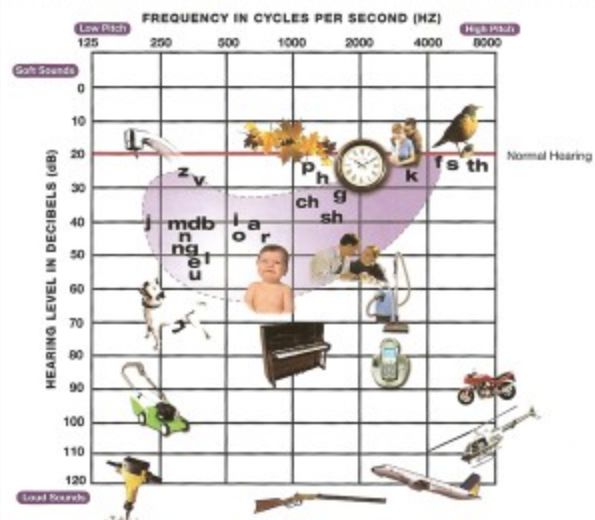 FREQUENCY IN CYCLES PER SECOND (HZ)
Low Pitch
High Pitch
125 250 500 1000 2000 4000 8000
Soft Sounds
HEARING LEVEL IN DECIBELS (dB)
0
10
20
30
40
50
60
70
80
90
100
110
120
Normal Hearing
z v
p
h
g
k
f s th
ch
sh
j
mdb
n
ng
e l
u
i a
o r
Loud Sounds